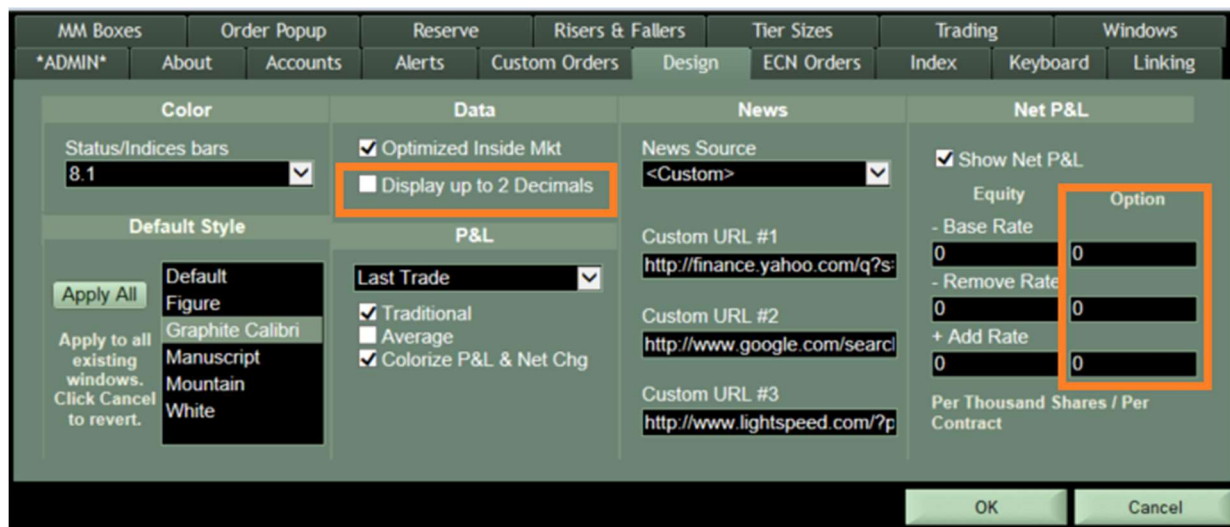 MM Boxes Order Popup Reserve Risers & Fallers Tier Sizes Trading Windows
*ADMIN* About Accounts Alerts Custom Orders Design ECN Orders Index Keyboard Linking
Color
Status/Indices bars
8.1
Default Style
Apply All
Apply to all
existing
windows.
Click Cancel
to revert.
Default
Figure
Graphite Calibri
Manuscript
Mountain
White
Data
Optimized Inside Mkt
Display up to 2 Decimals
P&L
Last Trade
Traditional
Average
Colorize P&L & Net Chg
News
News Source
<Custom>
Custom URL #1
http://finance.yahoo.com/q?s
Custom URL #2
http://www.google.com/searc
Custom URL #3
http://www.lightspeed.com/?p
Net P&L
Show Net P&L
Equity Option
- Base Rate
0 0
- Remove Rate
0 0
+ Add Rate
0 0
Per Thousand Shares / Per
Contract
OK Cancel